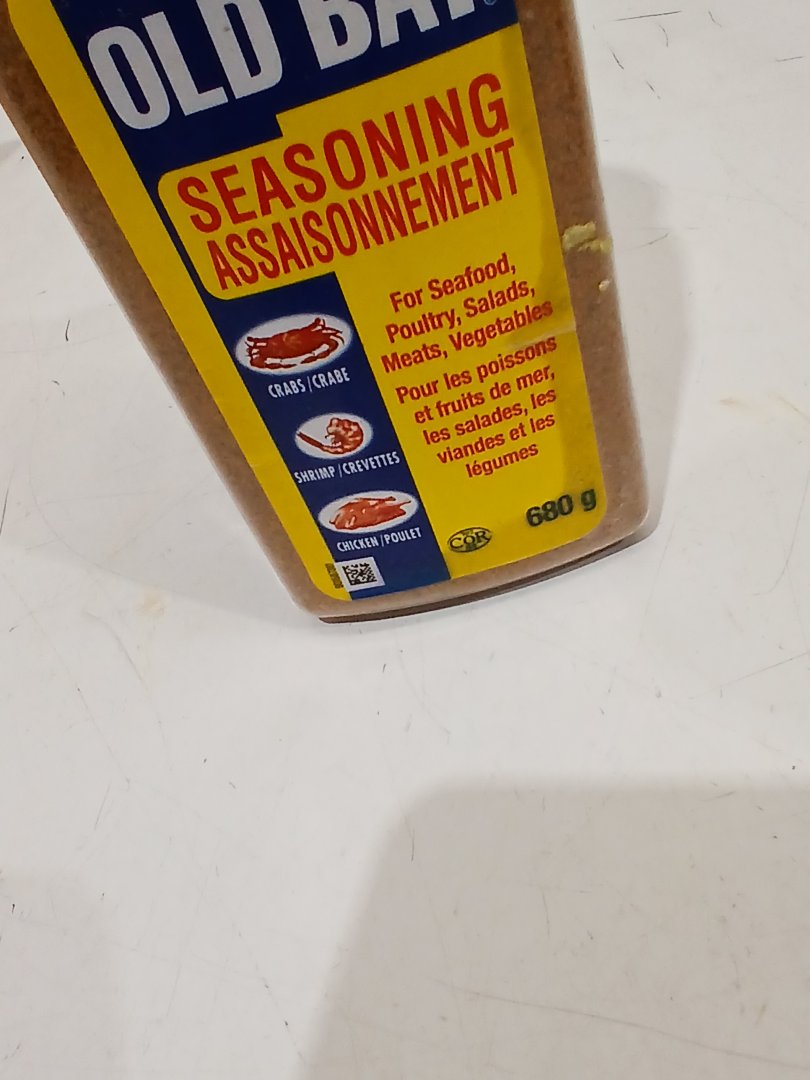 OLD BAY
SEASONING
ASSAISONNEMENT
For Seafood,
Poultry, Salads,
Meats, Vegetables
Pour les poissons
et fruits de mer,
les salades, les
viandes et les
légumes
CRABS/CRABE
SHRIMP/CREVETTES
CHICKEN/POULET
COR
680 g